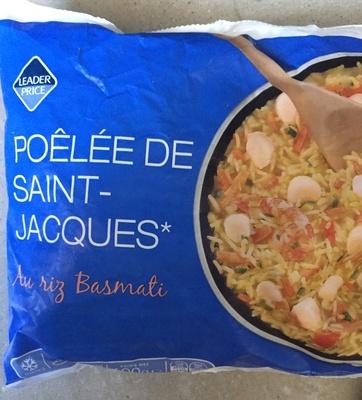 LEADER
PRICE
POÊLÉE DE
SAINT-
JACQUES*
Au riz Basmati